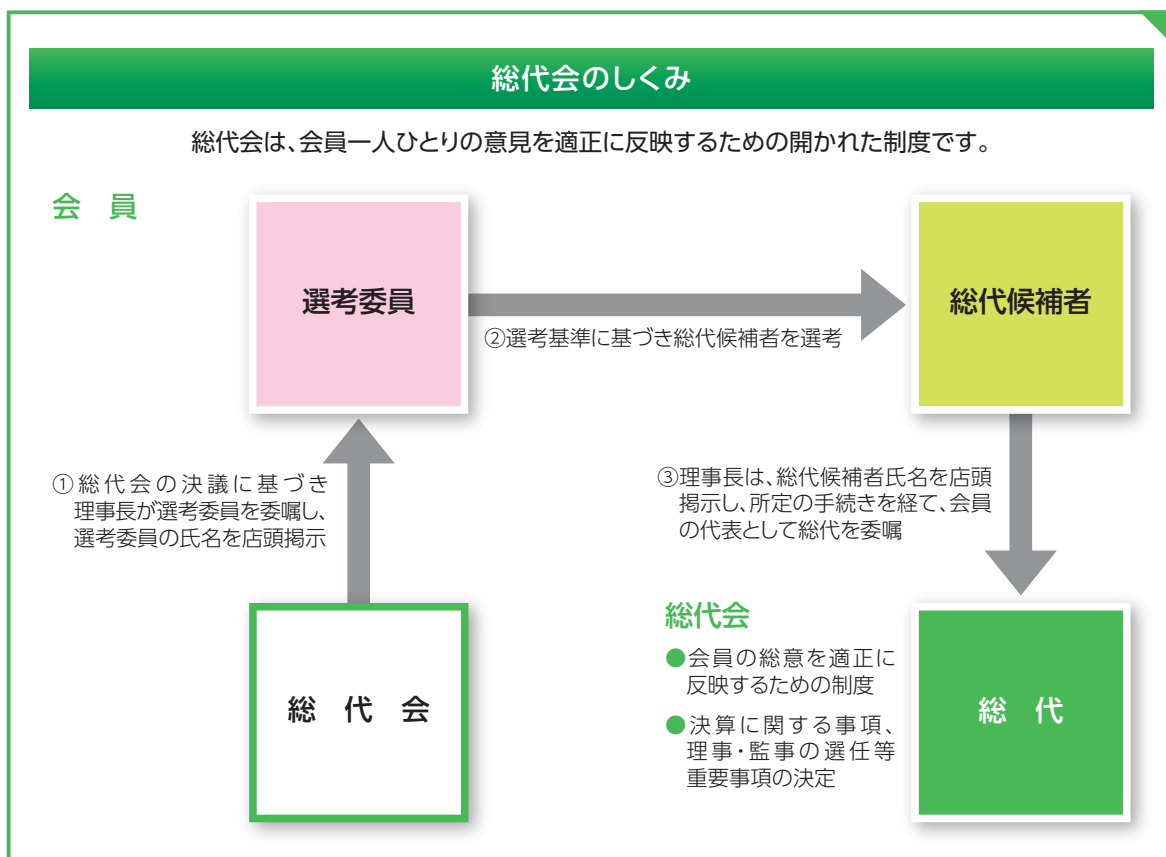 総代会のしくみ
総代会は、会員一人ひとりの意見を適正に反映するための開かれた制度です。
会　員
選考委員
②選考基準に基づき総代候補者を選考
総代候補者
①総代会の決議に基づき
理事長が選考委員を委嘱し、
選考委員の氏名を店頭掲示
③理事長は、総代候補者氏名を店頭
掲示し、所定の手続きを経て、会員
の代表として総代を委嘱
総　代　会
総代会
●会員の総意を適正に
反映するための制度
●決算に関する事項、
理事・監事の選任等
重要事項の決定
総　代